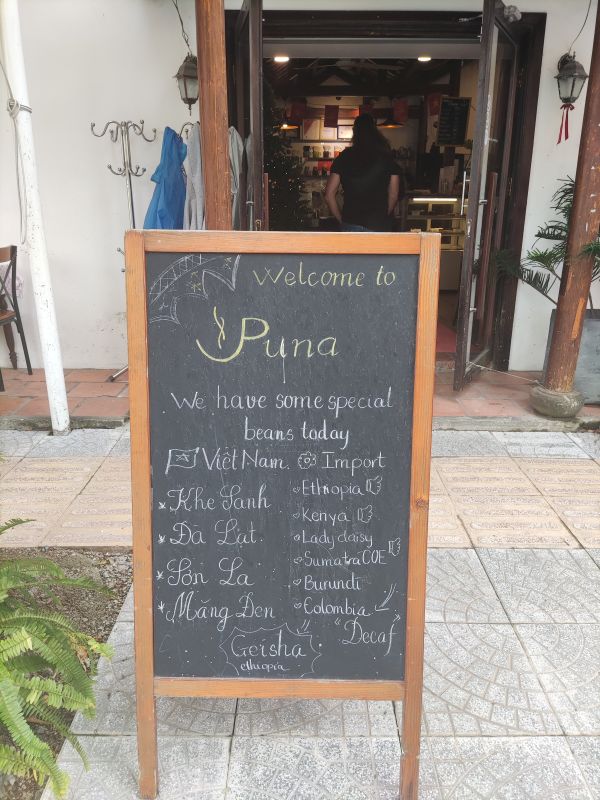 Welcome to
Puna
We have some special
beans today
Việt Nam
Khe Sanh
Đà Lạt
Sơn La
Măng Đen
Import
Ethiopia
Kenya
Lady daisy
Sumatra COE
Burundi
Colombia
"Decaf"
Geisha
ethiopia